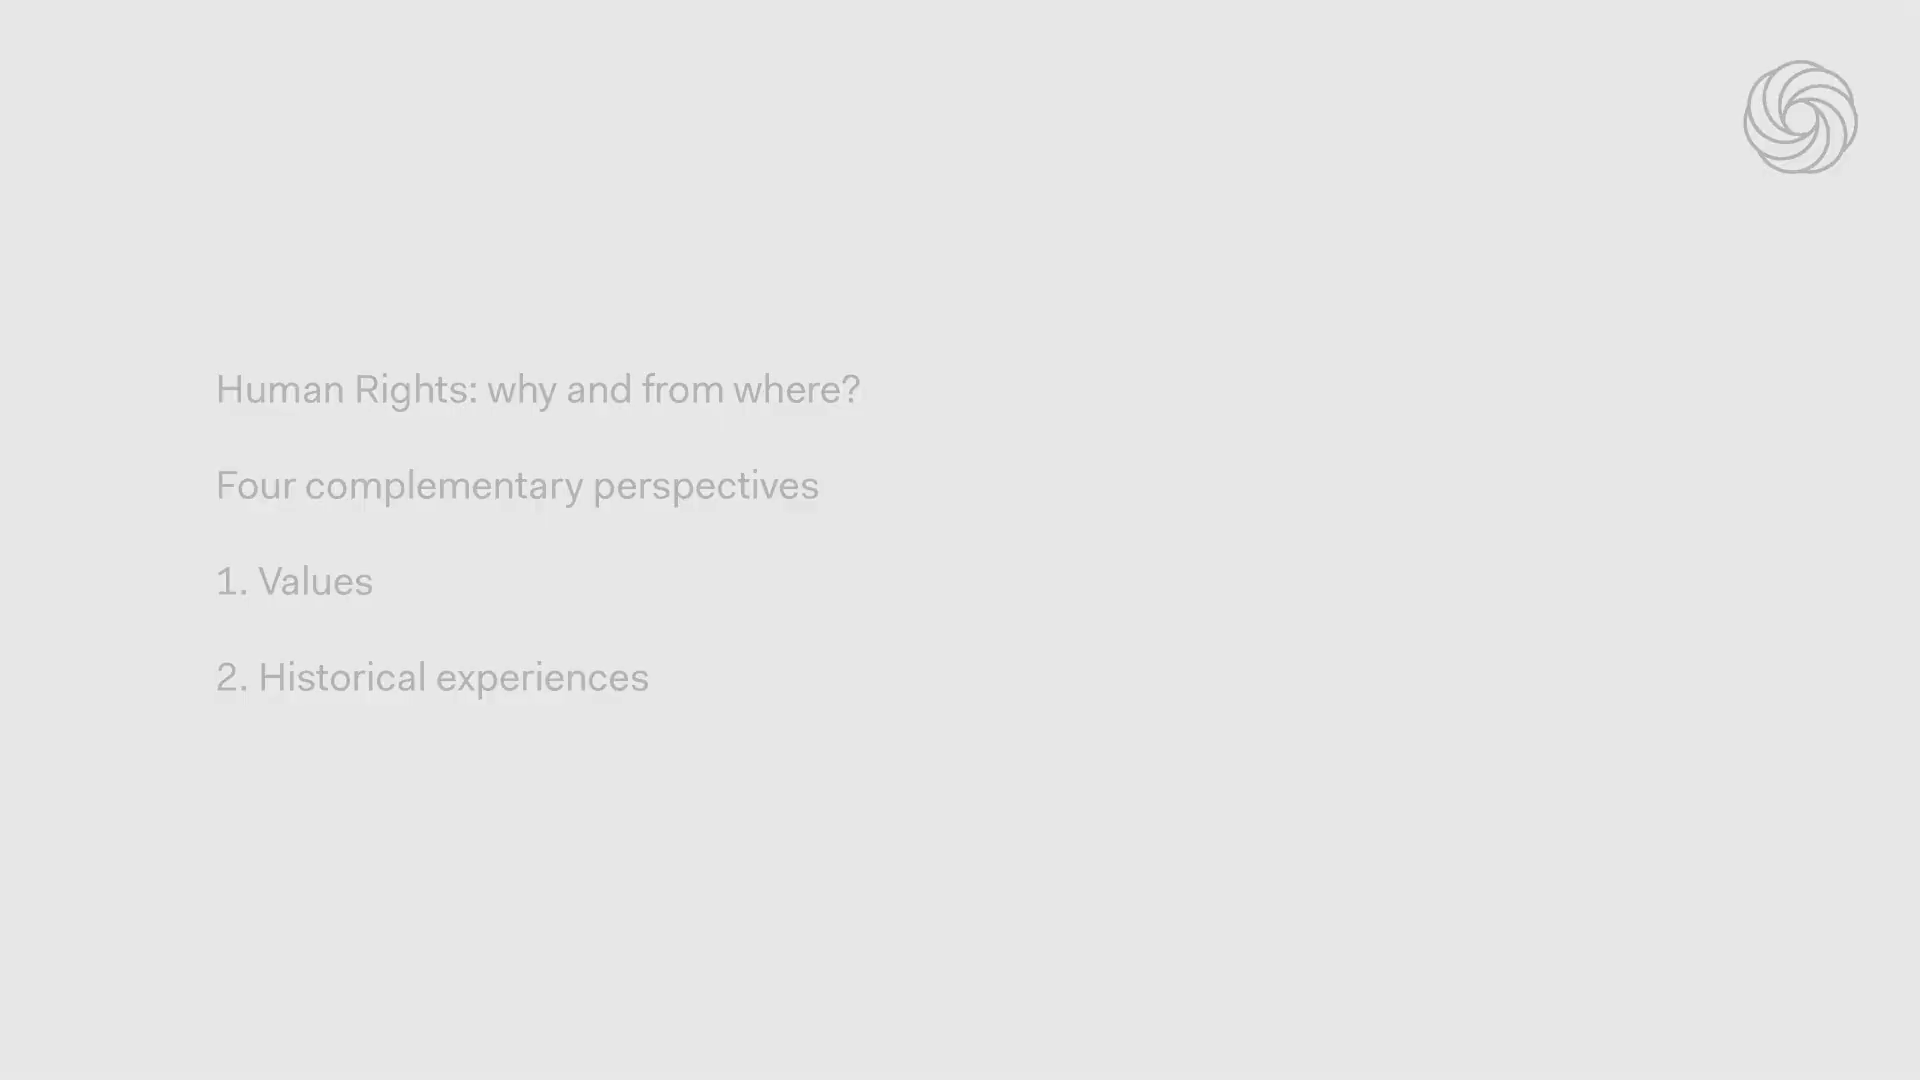 Human Rights: why and from where?
Four complementary perspectives
1. Values
2. Historical experiences